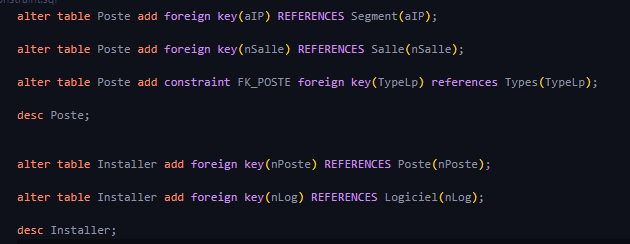 alter table Poste add foreign key(aIP) REFERENCES Segment(aIP);
alter table Poste add foreign key(nSalle) REFERENCES Salle(nSalle);
alter table Poste add constraint FK_POSTE foreign key(TypeLp) references Types(TypeLp);
desc Poste;
alter table Installer add foreign key(nPoste) REFERENCES Poste(nPoste);
alter table Installer add foreign key(nLog) REFERENCES Logiciel(nLog);
desc Installer;